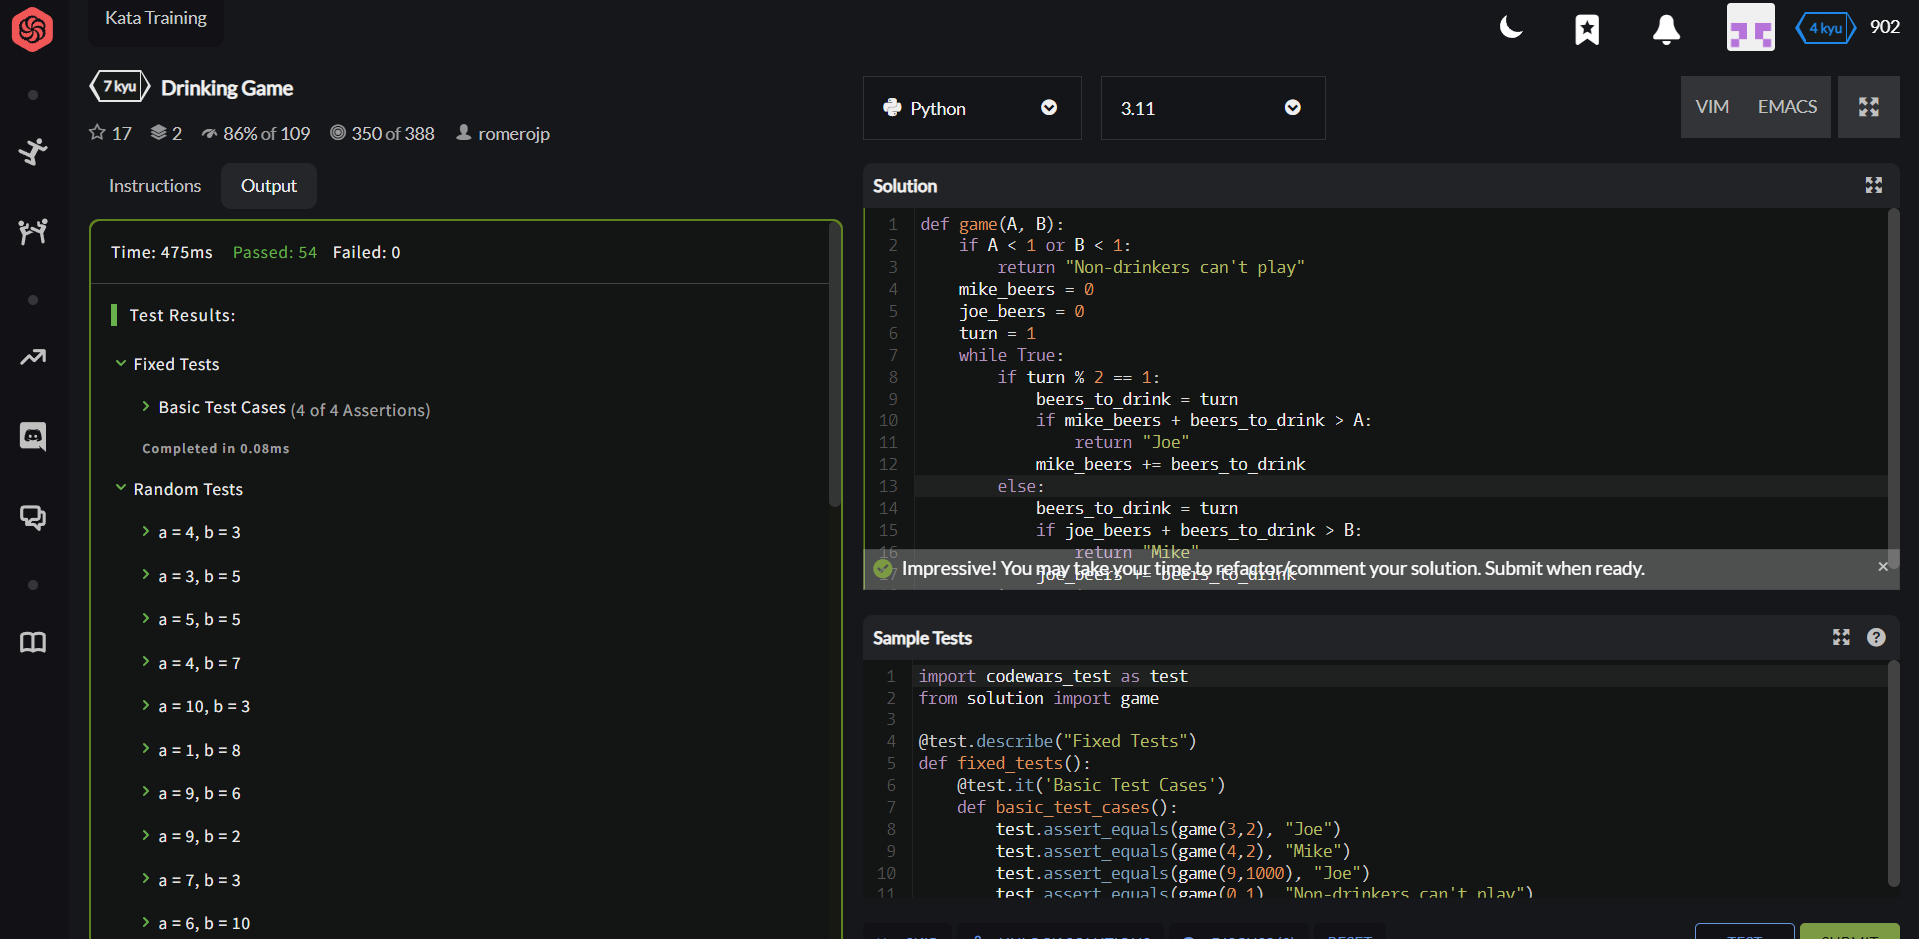 Kata Training
4 kyu 902
7 kyu Drinking Game
17 2 86% of 109 350 of 388 romerojp
Instructions Output
Time: 475ms Passed: 54 Failed: 0
Test Results:
Fixed Tests
Basic Test Cases (4 of 4 Assertions)
Completed in 0.08ms
Random Tests
a = 4, b = 3
a = 3, b = 5
a = 5, b = 5
a = 4, b = 7
a = 10, b = 3
a = 1, b = 8
a = 9, b = 6
a = 9, b = 2
a = 7, b = 3
a = 6, b = 10
Python 3.11 VIM EMACS
Solution
1 def game(A, B):
2 if A < 1 or B < 1:
3 return "Non-drinkers can't play"
4 mike_beers = 0
5 joe_beers = 0
6 turn = 1
7 while True:
8 if turn % 2 == 1:
9 beers_to_drink = turn
10 if mike_beers + beers_to_drink > A:
11 return "Joe"
12 mike_beers += beers_to_drink
13 else:
14 beers_to_drink = turn
15 if joe_beers + beers_to_drink > B:
16 return "Mike"
17 joe_beers += beers_to_drink
Impressive! You may take your time to refactor/comment your solution. Submit when ready.
Sample Tests
1 import codewars_test as test
2 from solution import game
3
4 @test.describe("Fixed Tests")
5 def fixed_tests():
6 @test.it('Basic Test Cases')
7 def basic_test_cases():
8 test.assert_equals(game(3,2), "Joe")
9 test.assert_equals(game(4,2), "Mike")
10 test.assert_equals(game(9,1000), "Joe")
11 test.assert_equals(game(0,1), "Non-drinkers can't play")